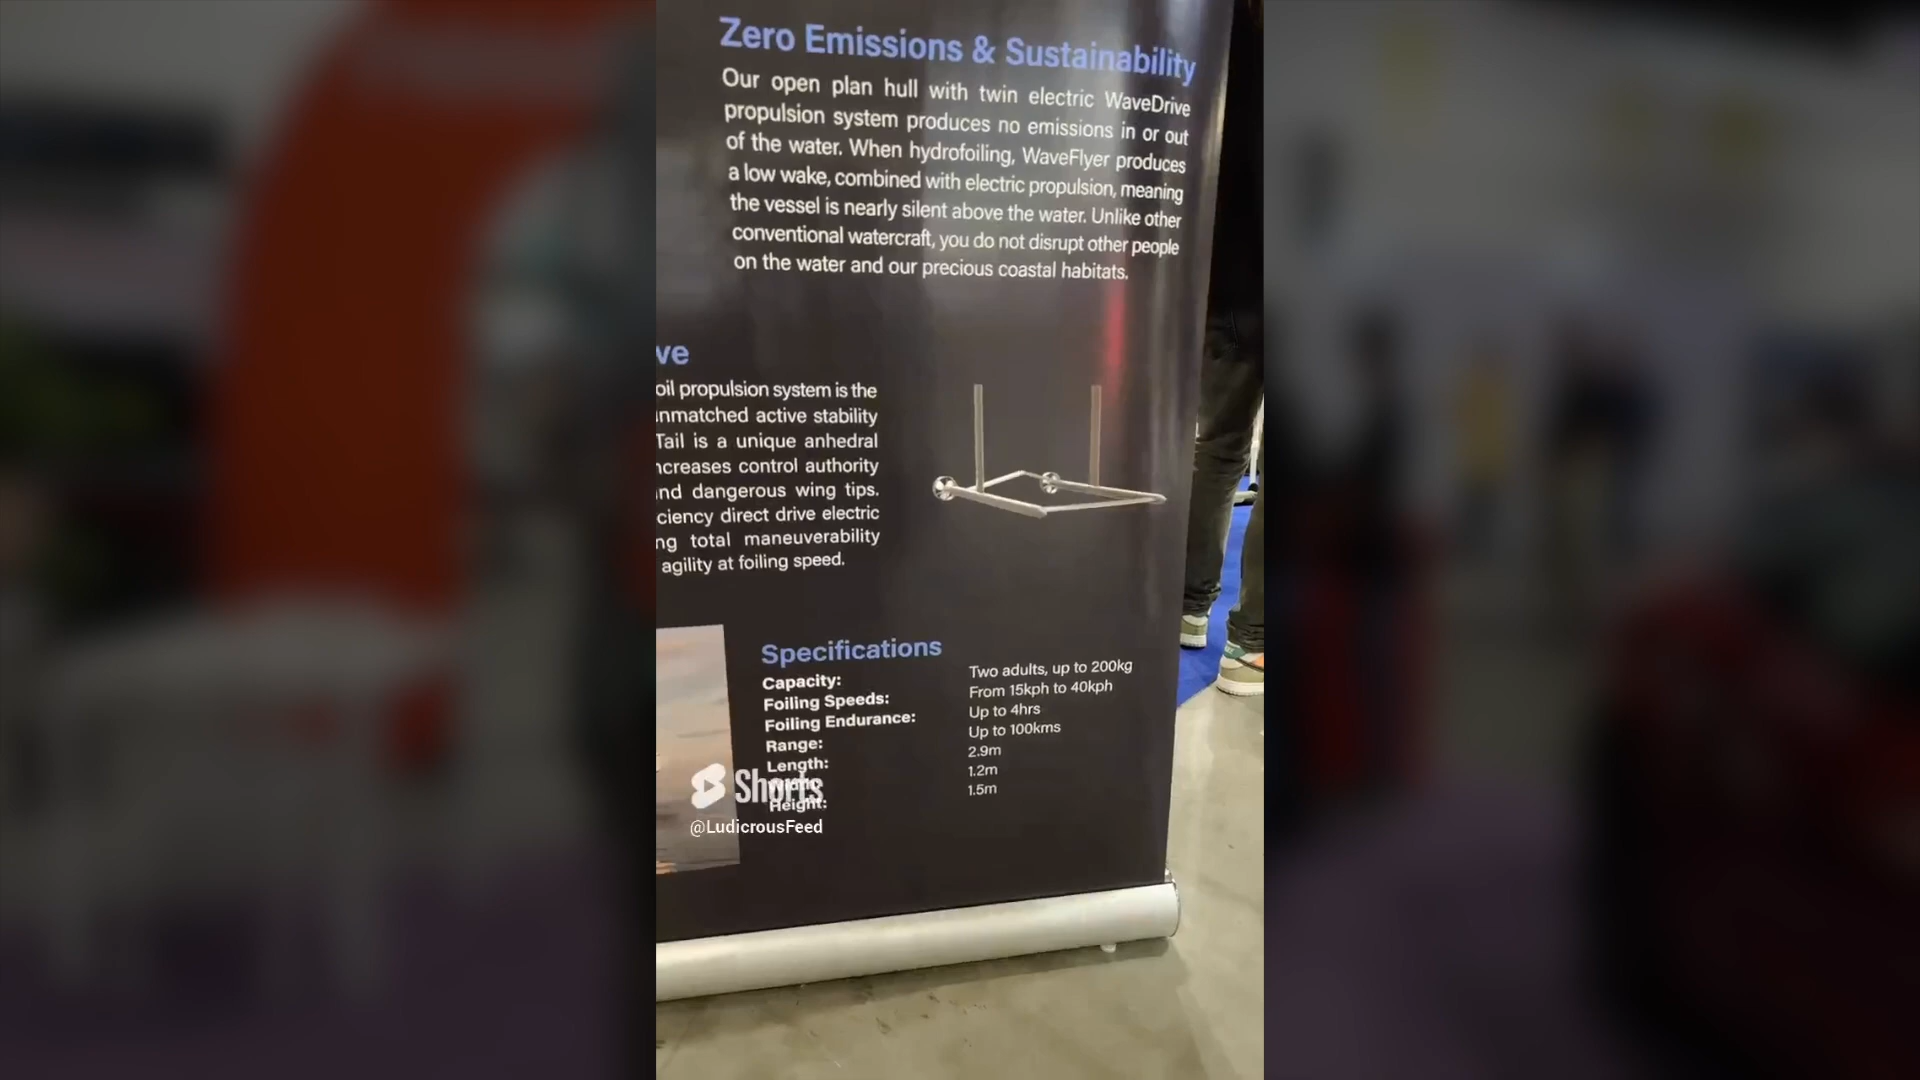 Zero Emissions & Sustainability
Our open plan hull with twin electric WaveDrive
propulsion system produces no emissions in or out
of the water. When hydrofoiling, WaveFlyer produces
a low wake, combined with electric propulsion, meaning
the vessel is nearly silent above the water. Unlike other
conventional watercraft, you do not disrupt other people
on the water and our precious coastal habitats.
ve
oil propulsion system is the
nmatched active stability
Tail is a unique anhedral
ncreases control authority
nd dangerous wing tips.
ciency direct drive electric
ng total maneuverability
agility at foiling speed.
Specifications
Capacity: Two adults, up to 200kg
Foiling Speeds: From 15kph to 40kph
Foiling Endurance: Up to 4hrs
Range: Up to 100kms
Length: 2.9m
Width: 1.2m
Height: 1.5m
Shorts
@LudicrousFeed